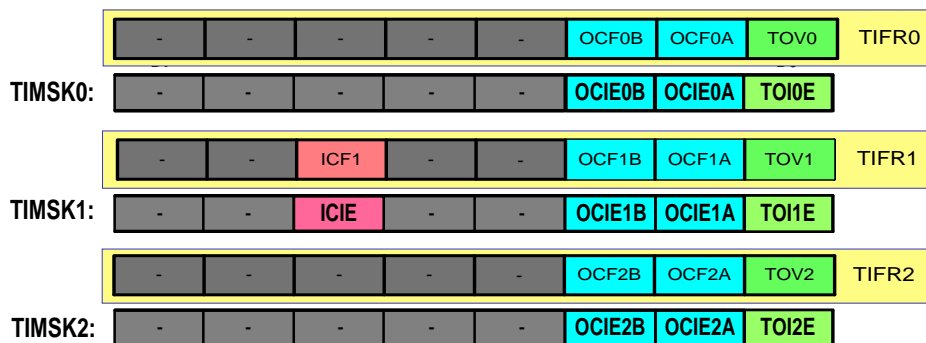 - - - - - OCF0B OCF0A TOV0 TIFR0
TIMSK0: - - - - - OCIE0B OCIE0A TOI0E
- - ICF1 - - OCF1B OCF1A TOV1 TIFR1
TIMSK1: - - ICIE - - OCIE1B OCIE1A TOI1E
- - - - - OCF2B OCF2A TOV2 TIFR2
TIMSK2: - - - - - OCIE2B OCIE2A TOI2E